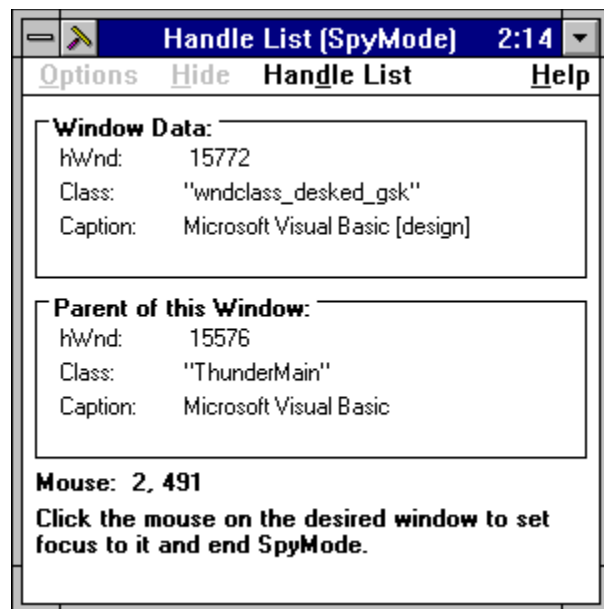 Handle List (SpyMode) 2:14
Options Hide Handle List Help
Window Data:
hWnd: 15772
Class: "wndclass_desked_gsk"
Caption: Microsoft Visual Basic [design]
Parent of this Window:
hWnd: 15576
Class: "ThunderMain"
Caption: Microsoft Visual Basic
Mouse: 2, 491
Click the mouse on the desired window to set
focus to it and end SpyMode.